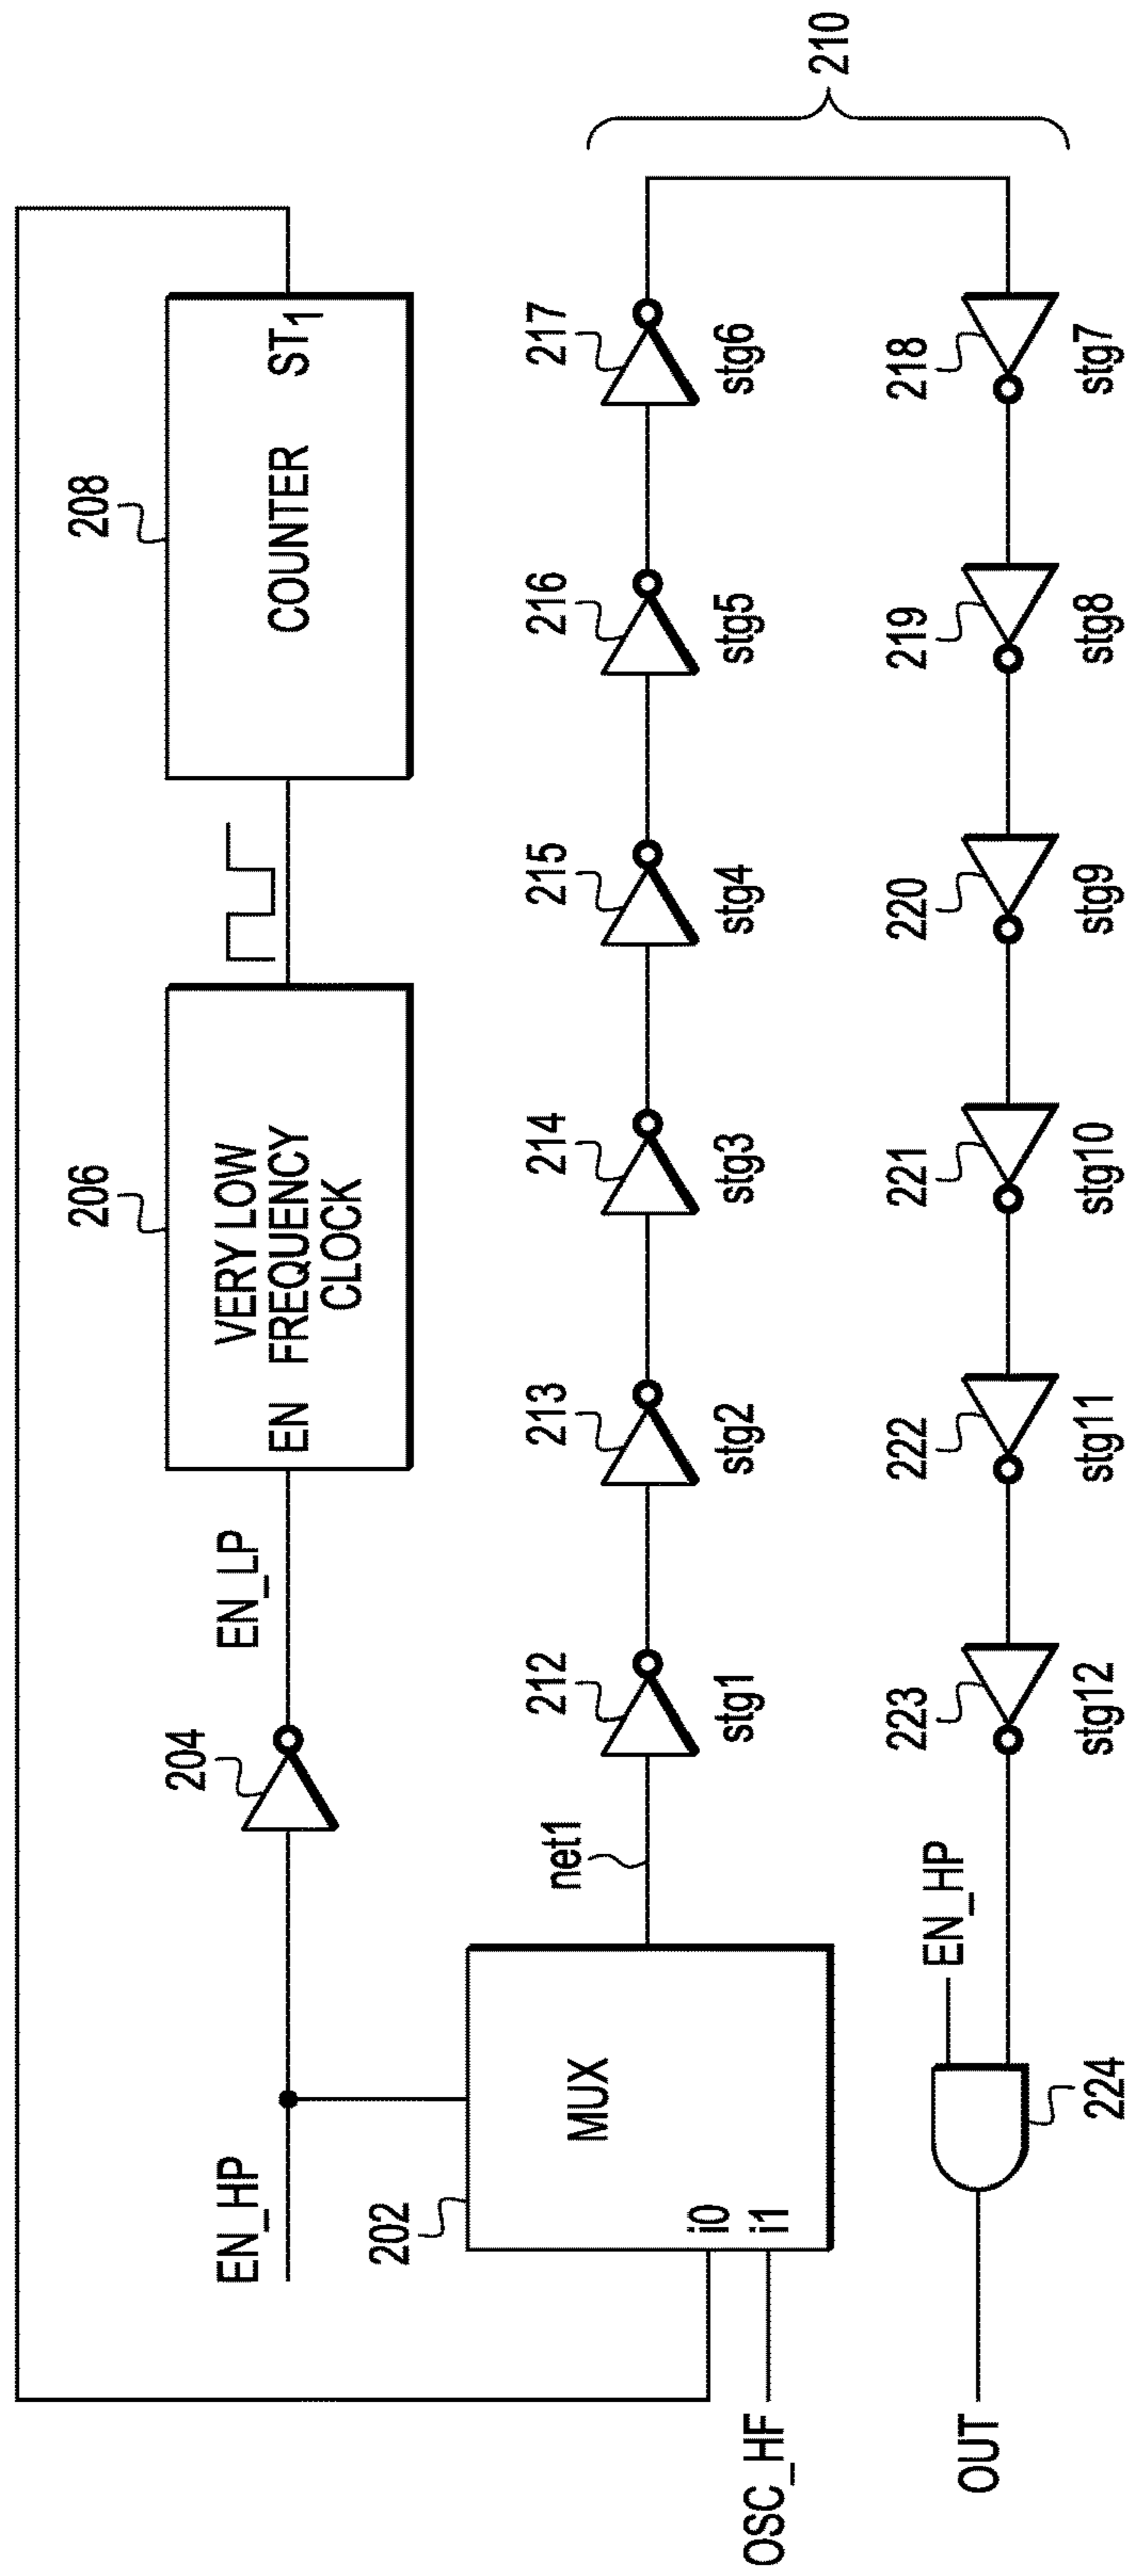 208
206
COUNTER ST1
VERY LOW
EN FREQUENCY
CLOCK
EN_LP
204
EN_HP
202
MUX
i0
i1
OSC_HF
net1
212
213
214
215
216
217
stg1
stg2
stg3
stg4
stg5
stg6
210
218
219
220
221
222
223
stg7
stg8
stg9
stg10
stg11
stg12
EN_HP
224
OUT